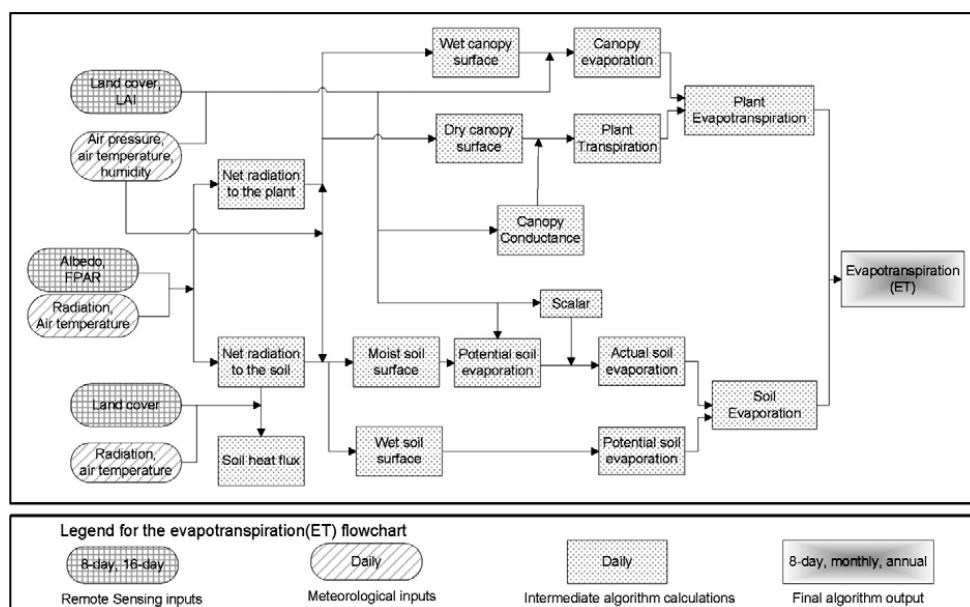 Wet canopy
surface
Canopy
evaporation
Land cover,
LAI
Plant
Evapotranspiration
Air pressure,
air temperature,
humidity
Dry canopy
surface
Plant
Transpiration
Net radiation
to the plant
Canopy
Conductance
Albedo,
FPAR
Evapotranspiration
(ET)
Radiation,
Air temperature
Scalar
Net radiation
to the soil
Moist soil
surface
Potential soil
evaporation
Actual soil
evaporation
Land cover
Soil
Evaporation
Radiation,
air temperature
Soil heat flux
Wet soil
surface
Potential soil
evaporation
Legend for the evapotranspiration(ET) flowchart
8-day, 16-day
Daily
Daily
8-day, monthly, annual
Remote Sensing inputs
Meteorological inputs
Intermediate algorithm calculations
Final algorithm output